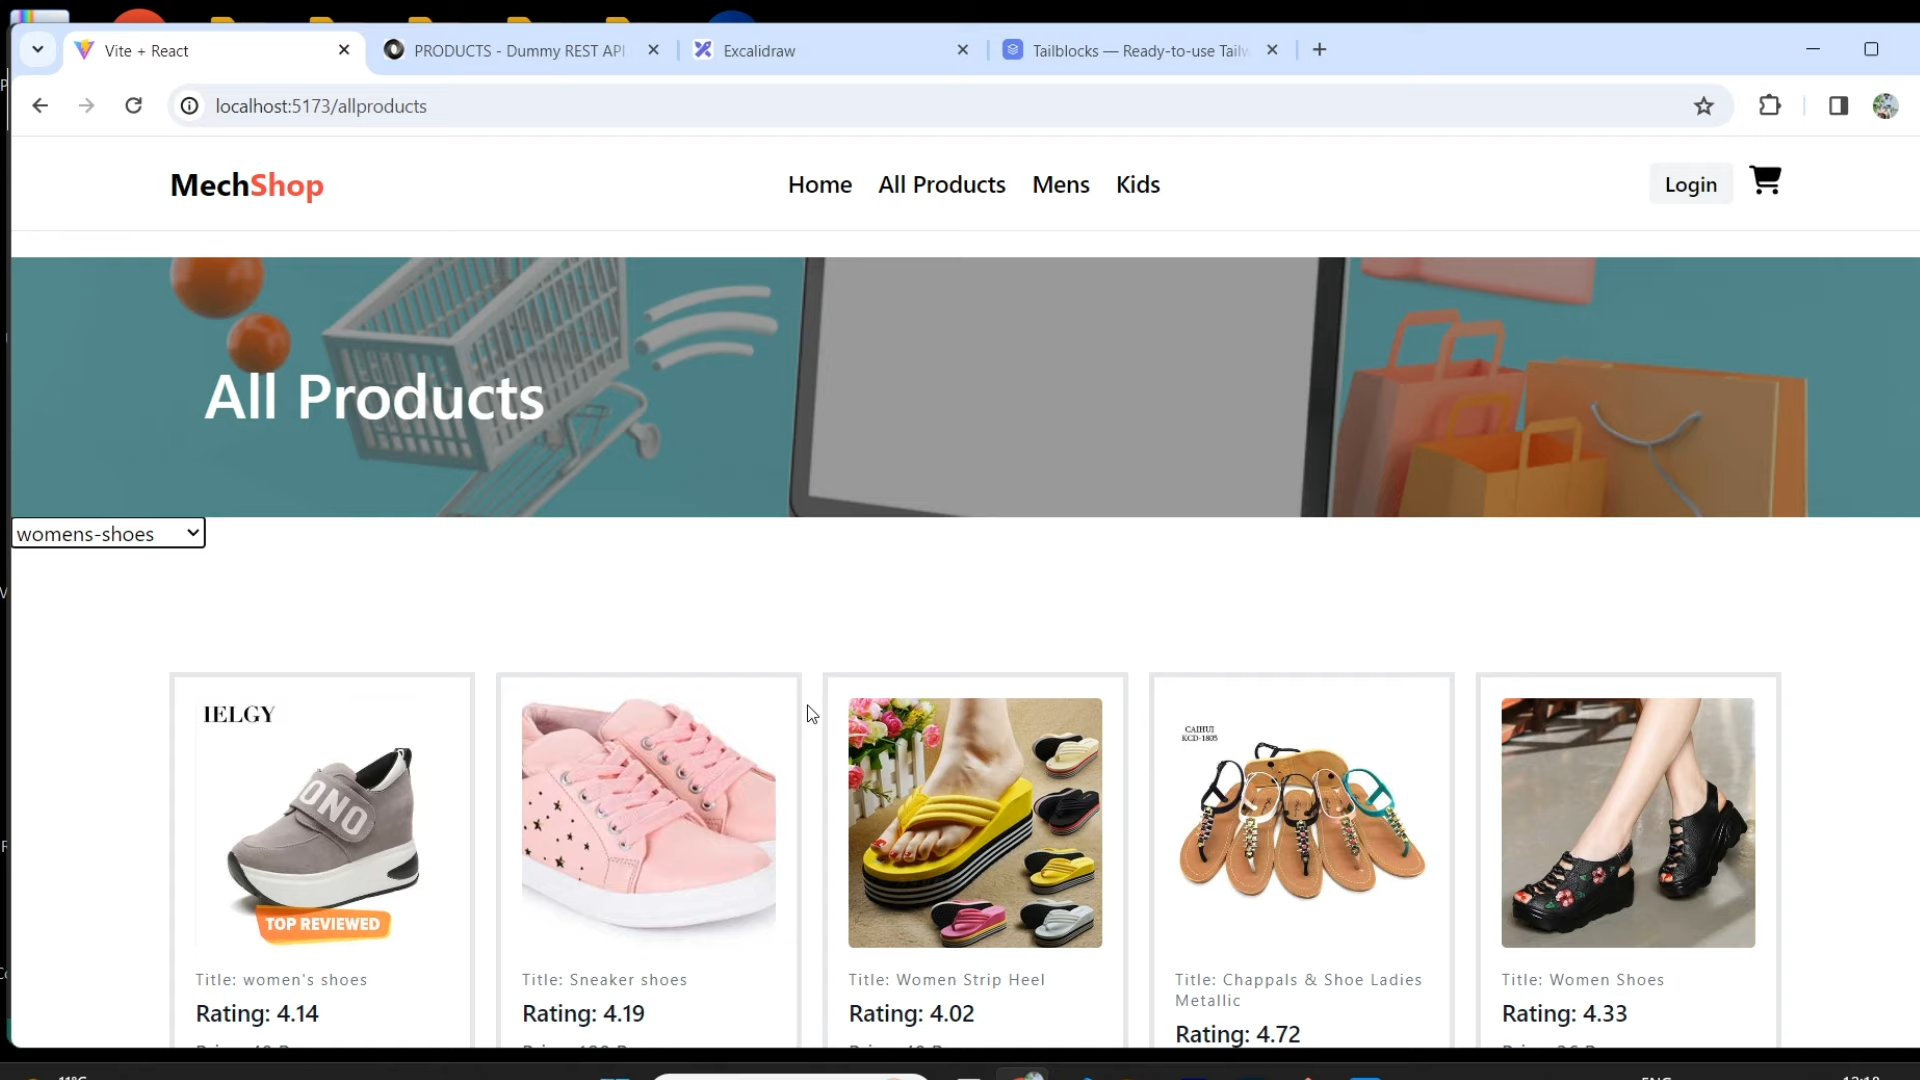 Vite + React
PRODUCTS - Dummy REST API
Excalidraw
Tailblocks — Ready-to-use Tailw
localhost:5173/allproducts
MechShop
Home
All Products
Mens
Kids
Login
All Products
womens-shoes
IELGY
ONO
TOP REVIEWED
CAIHUI
KCD-1805
Title: women's shoes
Rating: 4.14
Title: Sneaker shoes
Rating: 4.19
Title: Women Strip Heel
Rating: 4.02
Title: Chappals & Shoe Ladies
Metallic
Rating: 4.72
Title: Women Shoes
Rating: 4.33